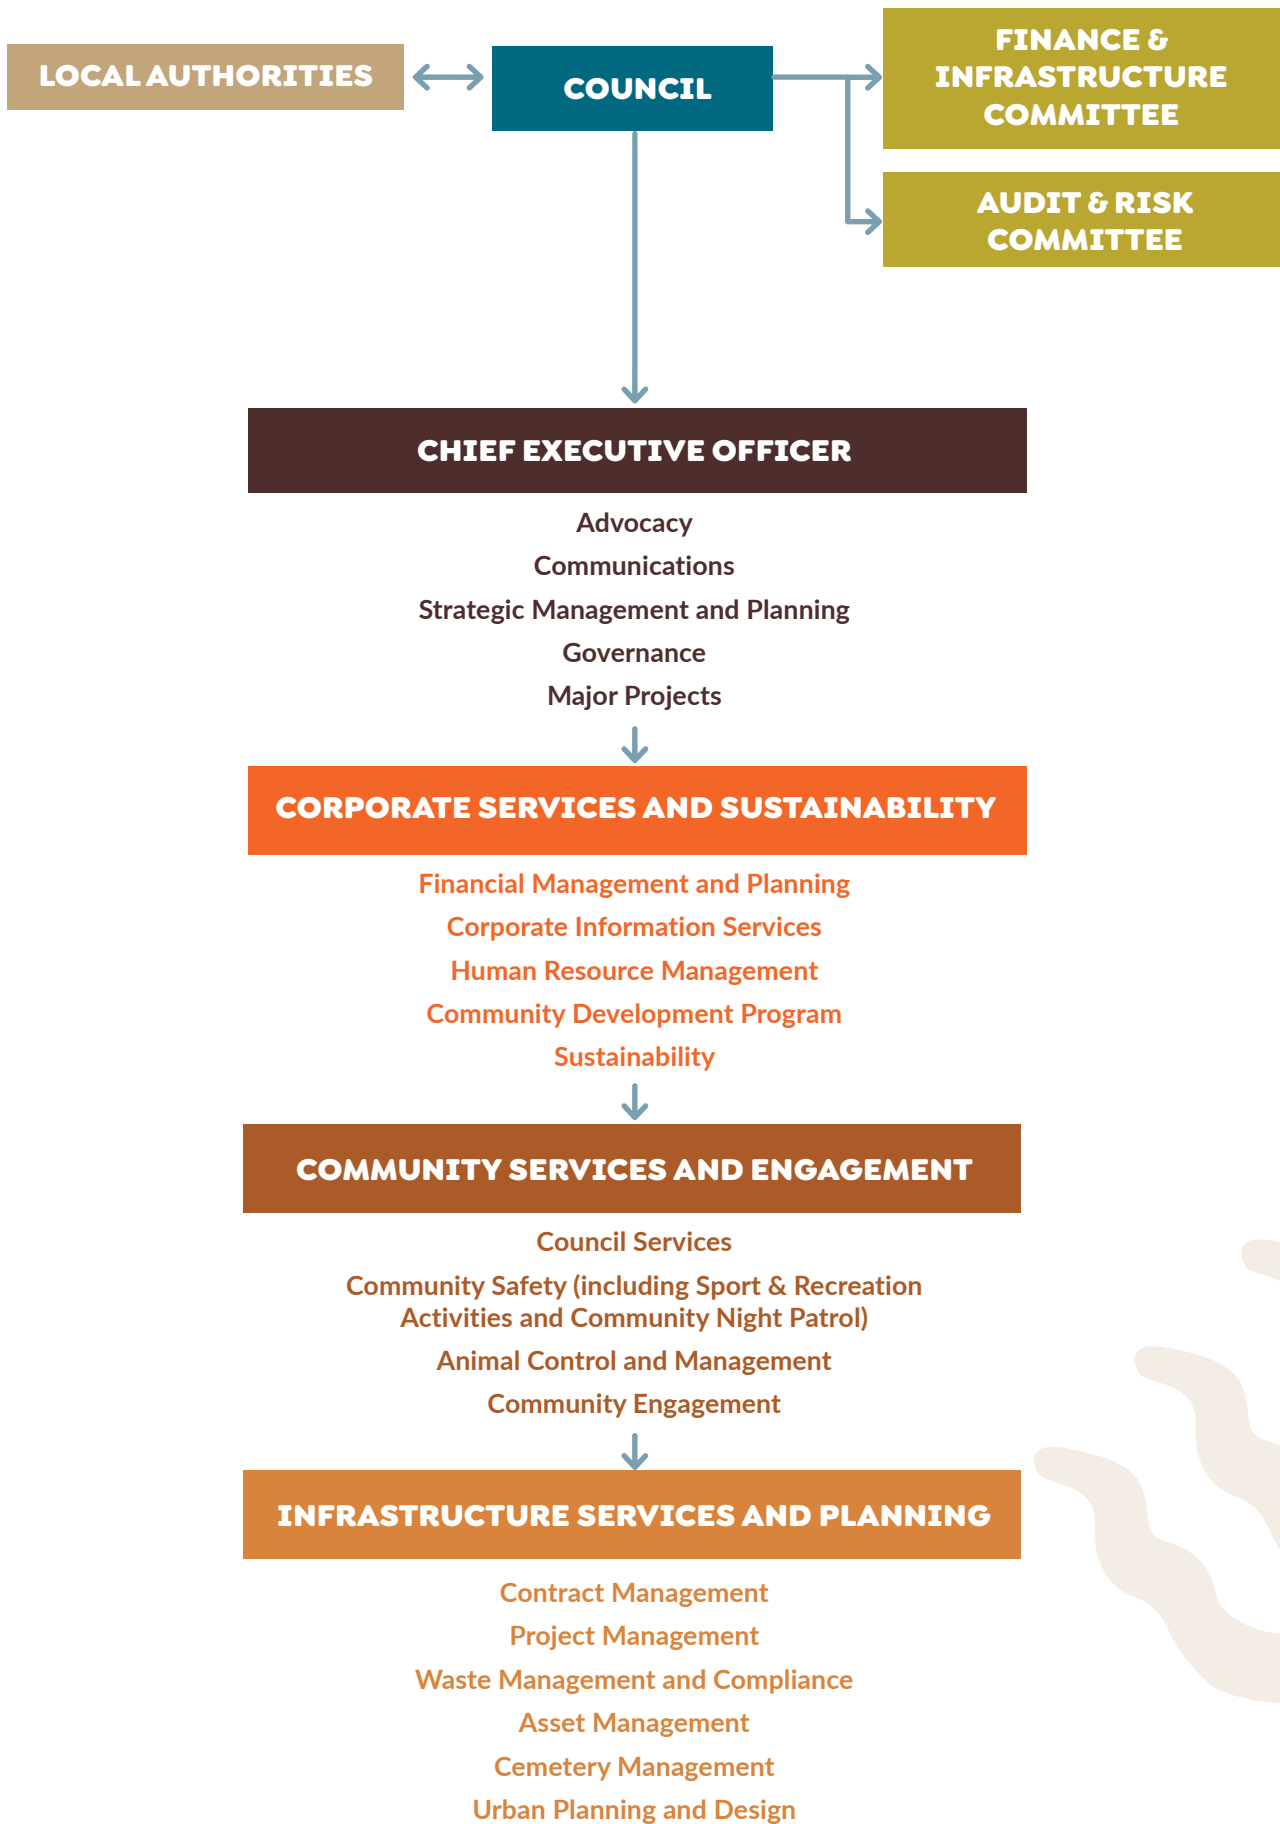 LOCAL AUTHORITIES
COUNCIL
FINANCE &
INFRASTRUCTURE
COMMITTEE
AUDIT & RISK
COMMITTEE
CHIEF EXECUTIVE OFFICER
Advocacy
Communications
Strategic Management and Planning
Governance
Major Projects
CORPORATE SERVICES AND SUSTAINABILITY
Financial Management and Planning
Corporate Information Services
Human Resource Management
Community Development Program
Sustainability
COMMUNITY SERVICES AND ENGAGEMENT
Council Services
Community Safety (including Sport & Recreation
Activities and Community Night Patrol)
Animal Control and Management
Community Engagement
INFRASTRUCTURE SERVICES AND PLANNING
Contract Management
Project Management
Waste Management and Compliance
Asset Management
Cemetery Management
Urban Planning and Design